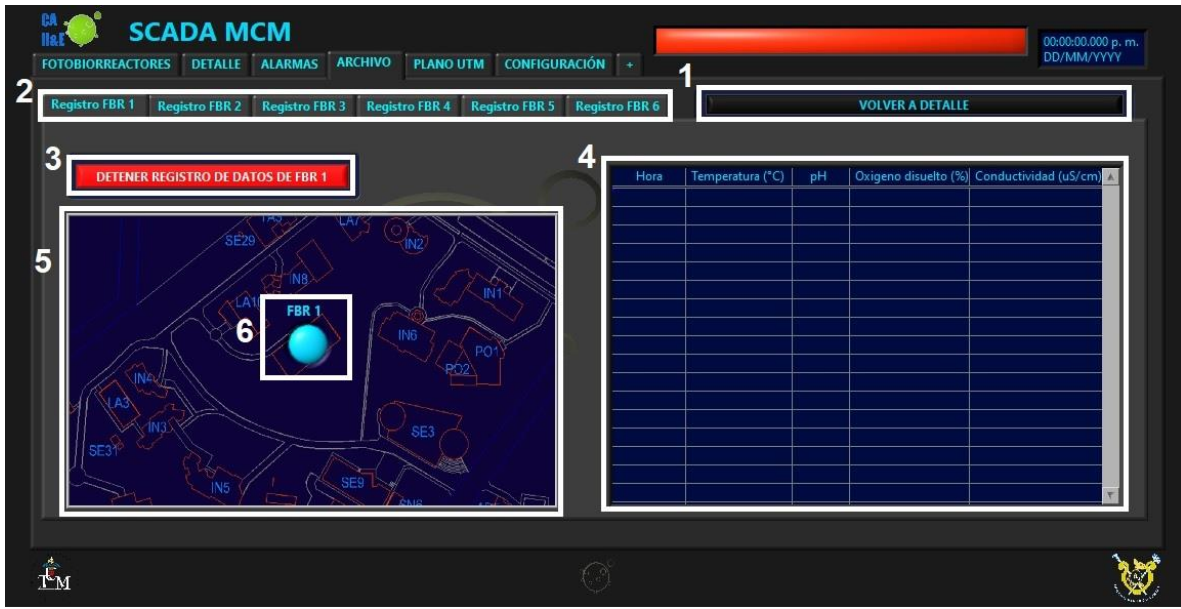 CA
II&E
SCADA MCM
00:00:00.000 p. m.
DD/MM/YYYY
FOTOBIORREACTORES DETALLE ALARMAS ARCHIVO PLANO UTM CONFIGURACIÓN +
1
2
Registro FBR 1 Registro FBR 2 Registro FBR 3 Registro FBR 4 Registro FBR 5 Registro FBR 6
VOLVER A DETALLE
3
DETENER REGISTRO DE DATOS DE FBR 1
4
Hora Temperatura (°C) pH Oxigeno disuelto (%) Conductividad (uS/cm)
5
LA7
SE29
IN2
IN8
IN1
FBR 1
6
IN6
PO1
PO2
IN4
LA3
IN3
SE3
SE31
IN5
SE9